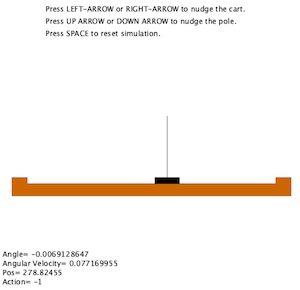 Press LEFT-ARROW or RIGHT-ARROW to nudge the cart.
Press UP ARROW or DOWN ARROW to nudge the pole.
Press SPACE to reset simulation.
Angle= -0.0069128647
Angular Velocity= 0.077169955
Pos= 278.82455
Action= -1